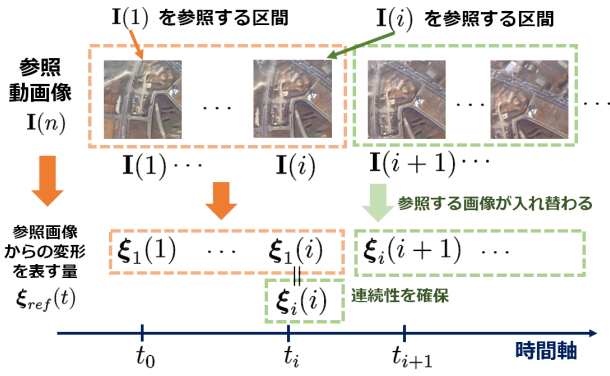 I(1) を参照する区間
I(i) を参照する区間
参照
動画像
I(n)
...
...
...
I(1) ...
I(i)
I(i + 1) ...
参照する画像が入れ替わる
参照画像
からの変形
を表す量
ξ_ref(t)
ξ₁(1) ... ξ₁(i)
ξᵢ(i + 1) ...
=
ξᵢ(i)
連続性を確保
t₀
tᵢ
tᵢ₊₁
時間軸